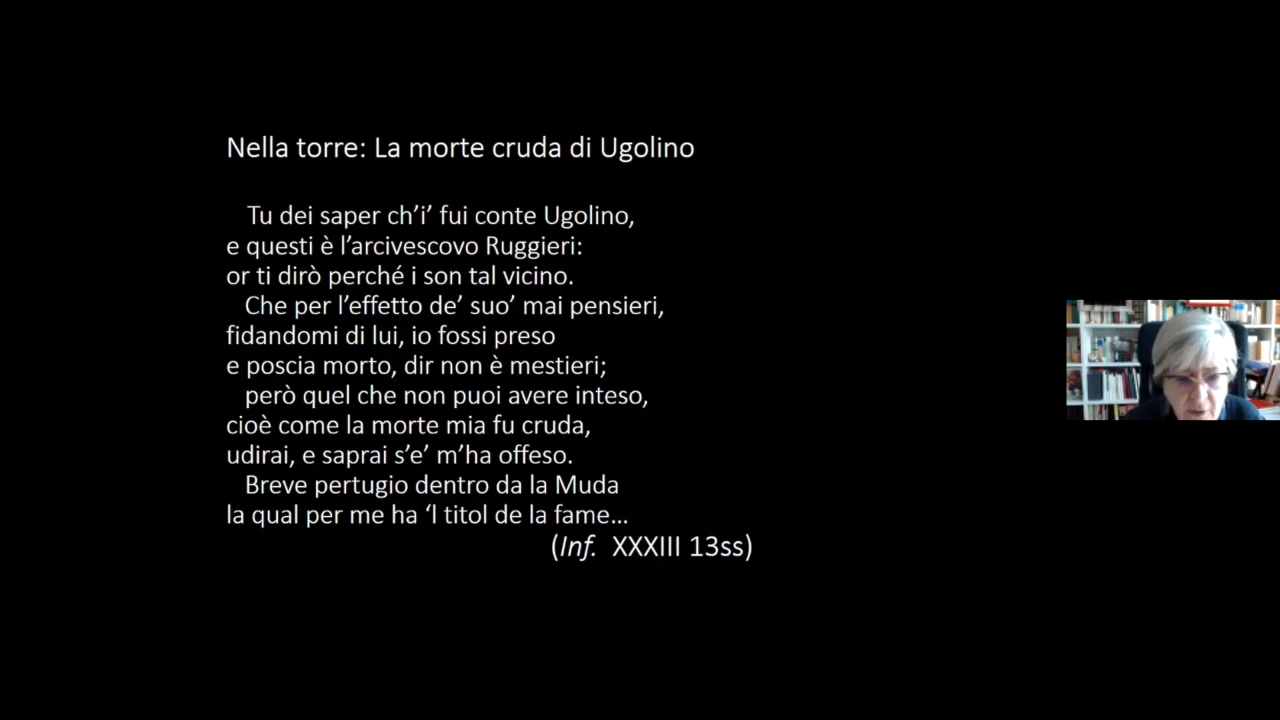 Nella torre: La morte cruda di Ugolino
Tu dei saper ch’i’ fui conte Ugolino,
e questi è l’arcivescovo Ruggieri:
or ti dirò perché i son tal vicino.
Che per l’effetto de’ suo’ mai pensieri,
fidandomi di lui, io fossi preso
e poscia morto, dir non è mestieri;
però quel che non puoi avere inteso,
cioè come la morte mia fu cruda,
udirai, e saprai s’e’ m’ha offeso.
Breve pertugio dentro da la Muda
la qual per me ha ‘l titol de la fame…
(Inf. XXXIII 13ss)